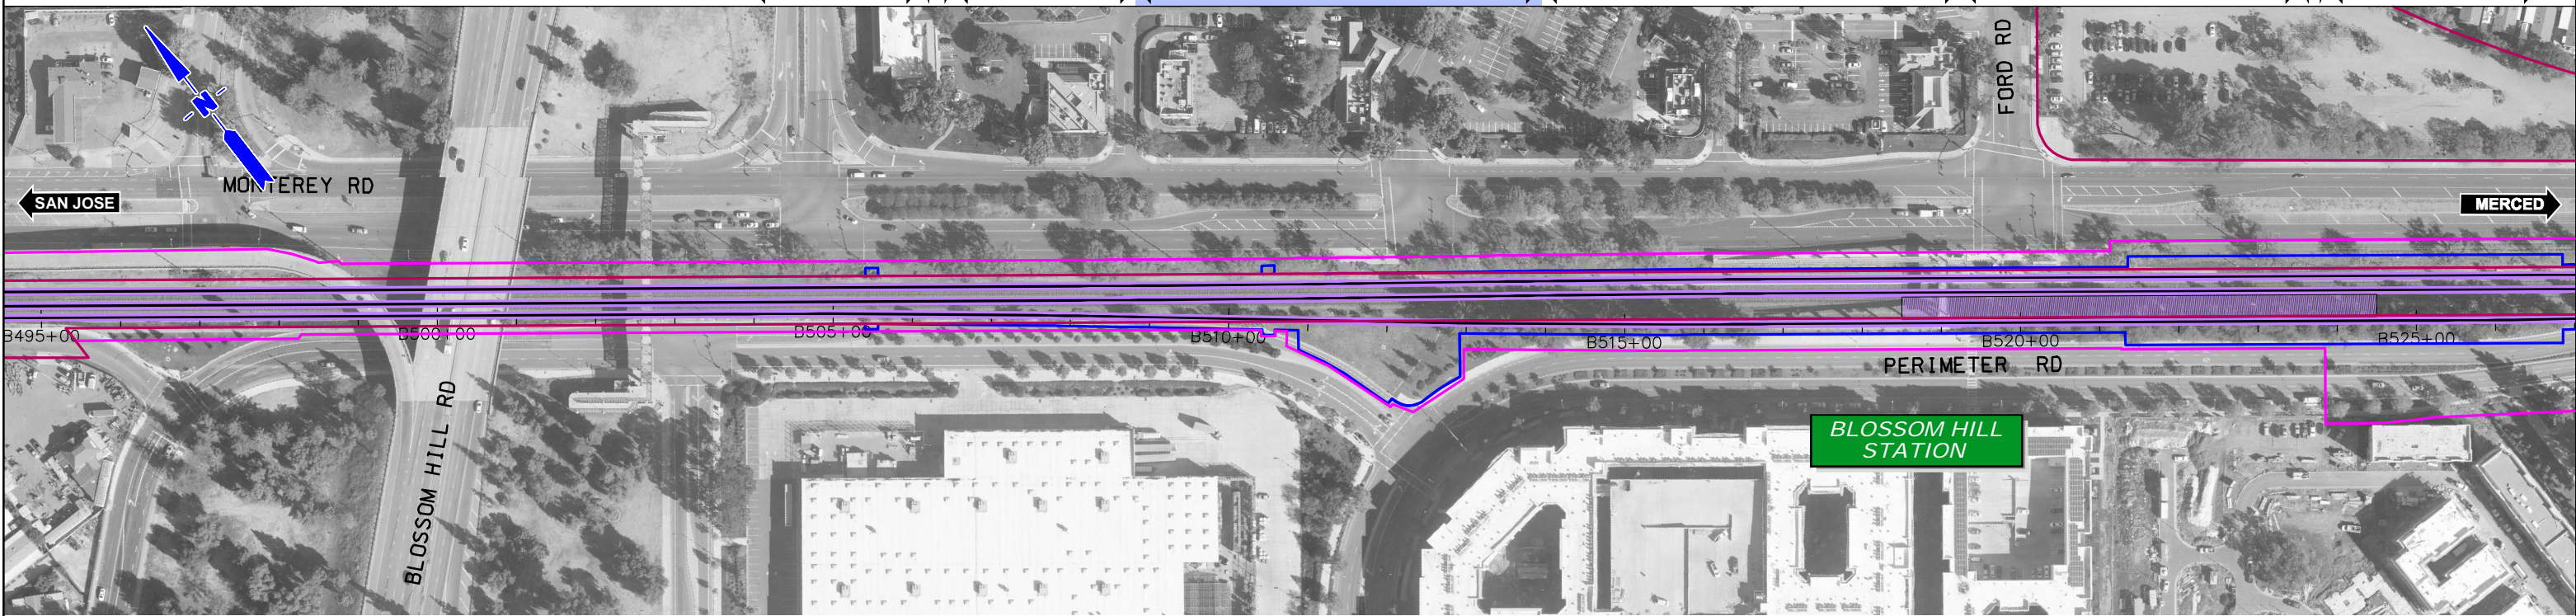 FORD RD
N
MONTEREY RD
SAN JOSE
MERCED
B495+00
B500+00
B505+00
B510+00
B515+00
B520+00
B525+00
PERIMETER RD
BLOSSOM HILL RD
BLOSSOM HILL
STATION